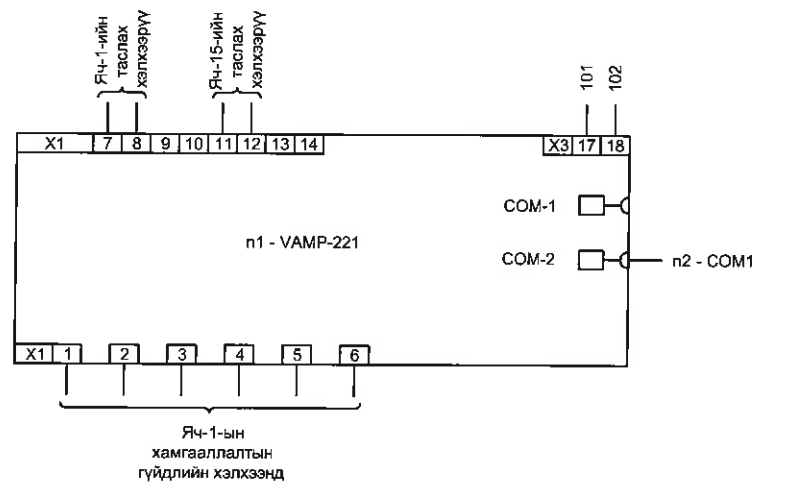 Яч-1-ийн
таслах
хэлхээрүү
Яч-15-ийн
таслах
хэлхээрүү
101
102
X1 7 8 9 10 11 12 13 14
X3 17 18
COM-1
n1 - VAMP-221
COM-2
n2 - COM1
X1 1 2 3 4 5 6
Яч-1-ын
хамгааллалтын
гүйдлийн хэлхээнд